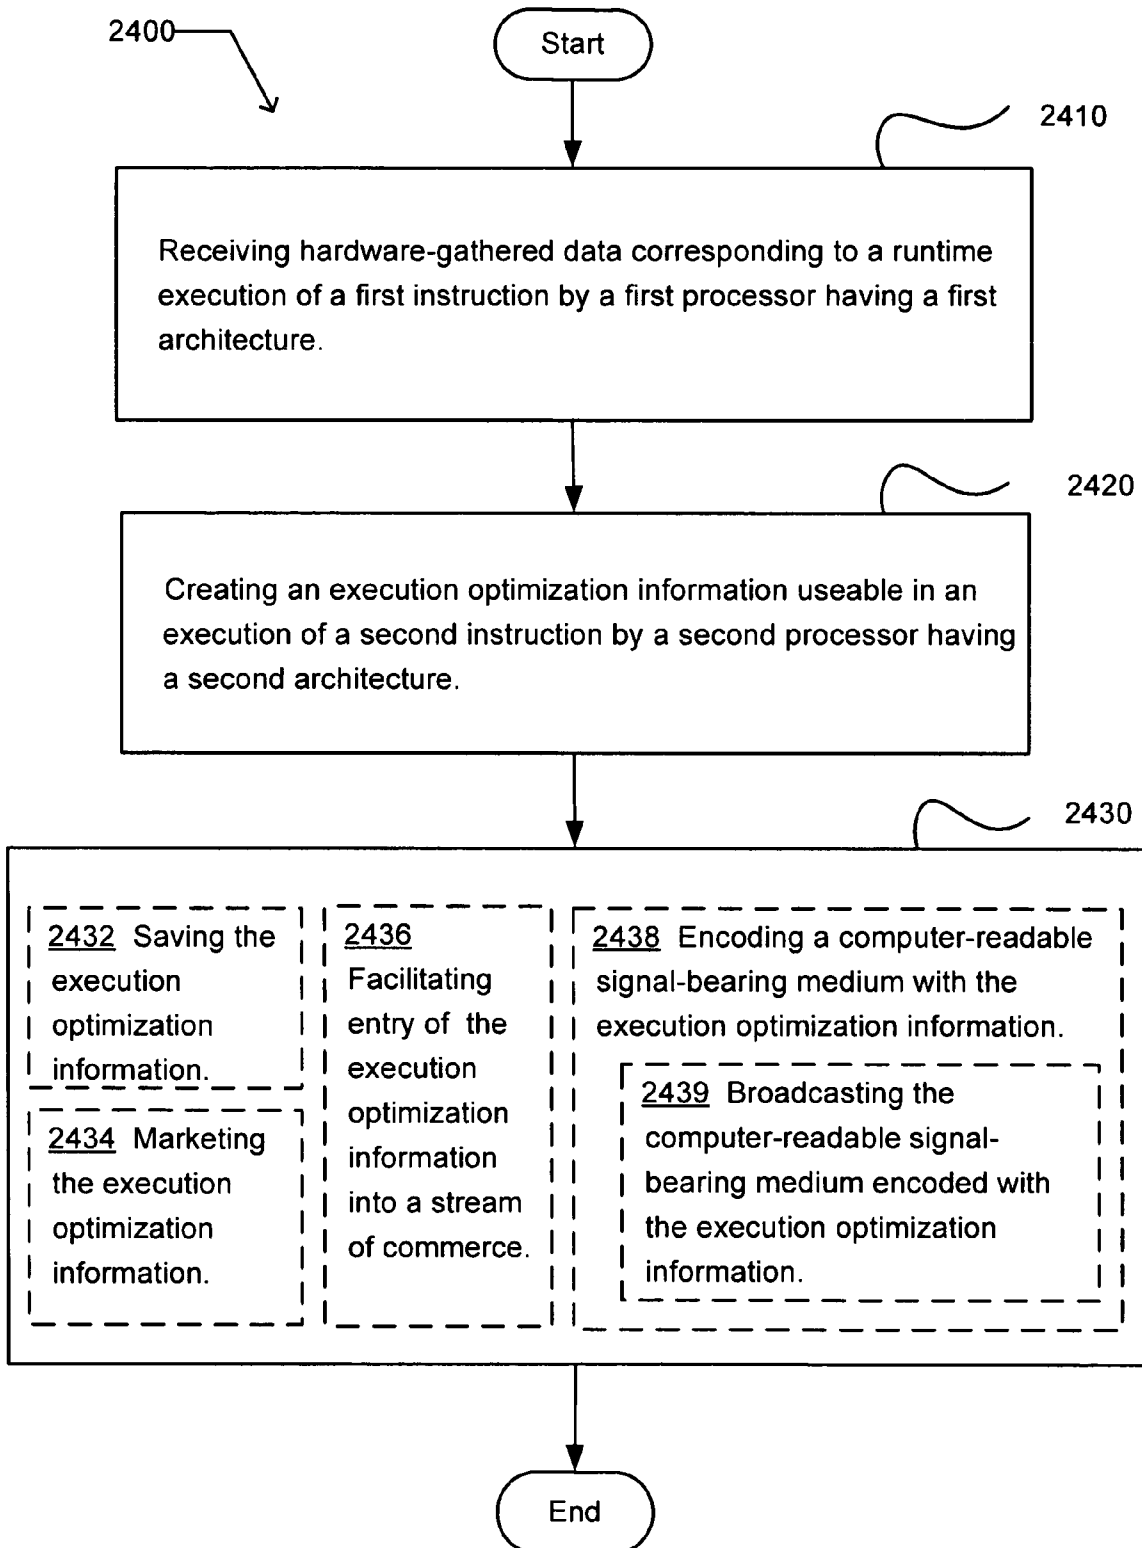 2400
Start
2410
Receiving hardware-gathered data corresponding to a runtime
execution of a first instruction by a first processor having a first
architecture.
2420
Creating an execution optimization information useable in an
execution of a second instruction by a second processor having
a second architecture.
2430
2432 Saving the
execution
optimization
information.
2434 Marketing
the execution
optimization
information.
2436
Facilitating
entry of the
execution
optimization
information
into a stream
of commerce.
2438 Encoding a computer-readable
signal-bearing medium with the
execution optimization information.
2439 Broadcasting the
computer-readable signal-
bearing medium encoded with
the execution optimization
information.
End